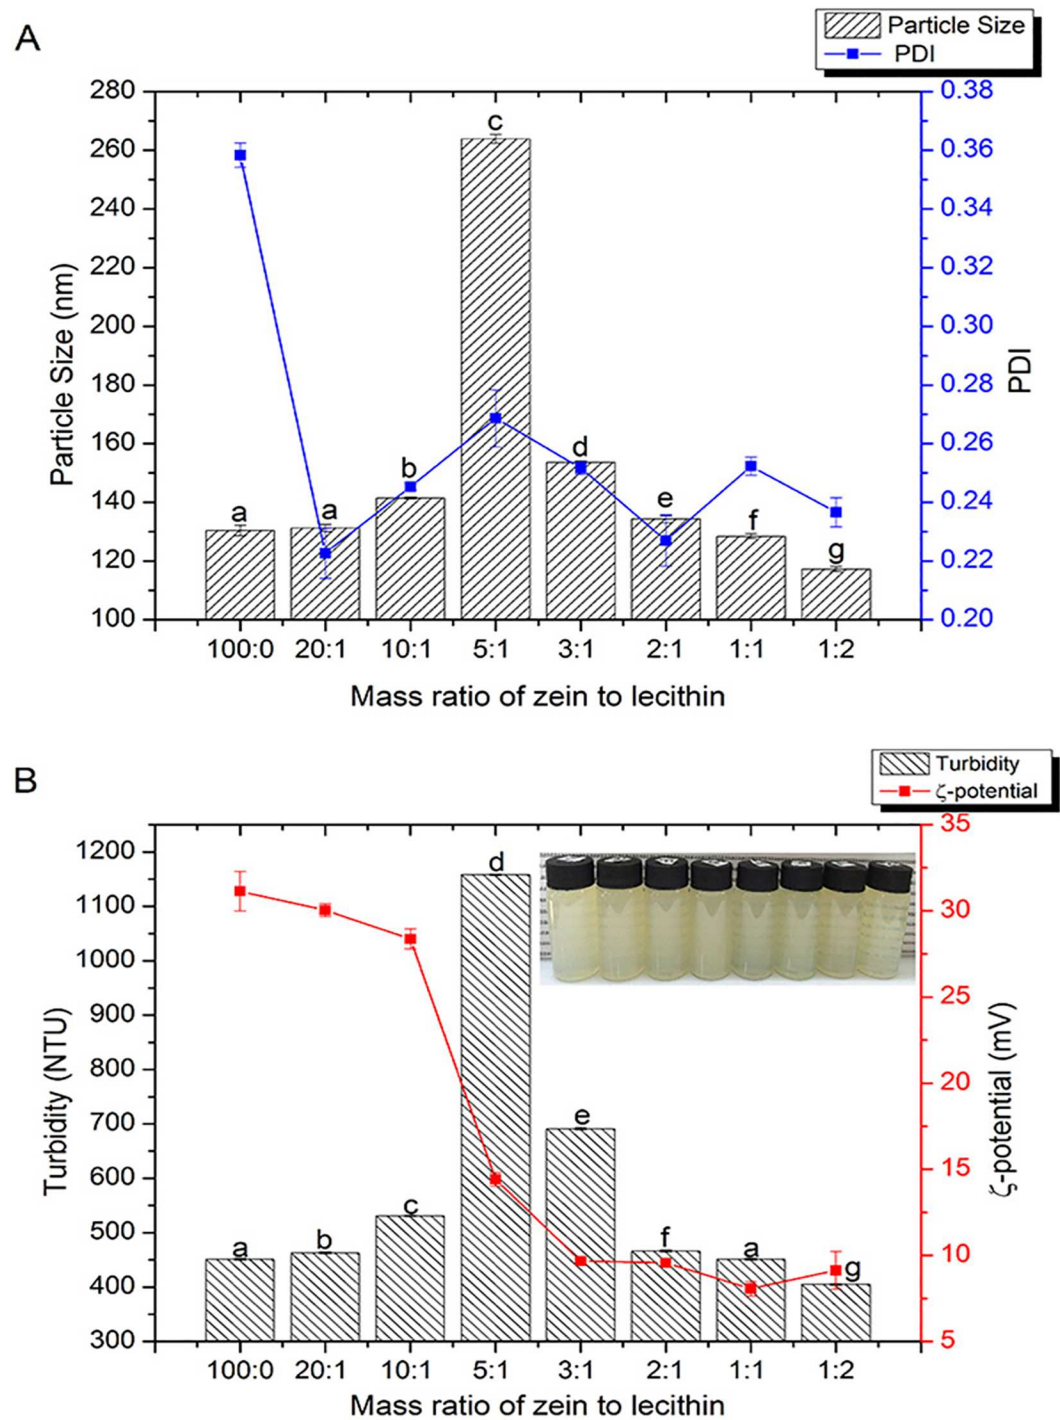 A
Particle Size
PDI
280
260
240
220
200
180
160
140
120
100
Particle Size (nm)
0.38
0.36
0.34
0.32
0.30
0.28
0.26
0.24
0.22
0.20
PDI
a
a
b
c
d
e
f
g
100:0 20:1 10:1 5:1 3:1 2:1 1:1 1:2
Mass ratio of zein to lecithin
B
Turbidity
ζ-potential
1200
1100
1000
900
800
700
600
500
400
300
Turbidity (NTU)
35
30
25
20
15
10
5
ζ-potential (mV)
a
b
c
d
e
f
a
g
100:0 20:1 10:1 5:1 3:1 2:1 1:1 1:2
Mass ratio of zein to lecithin